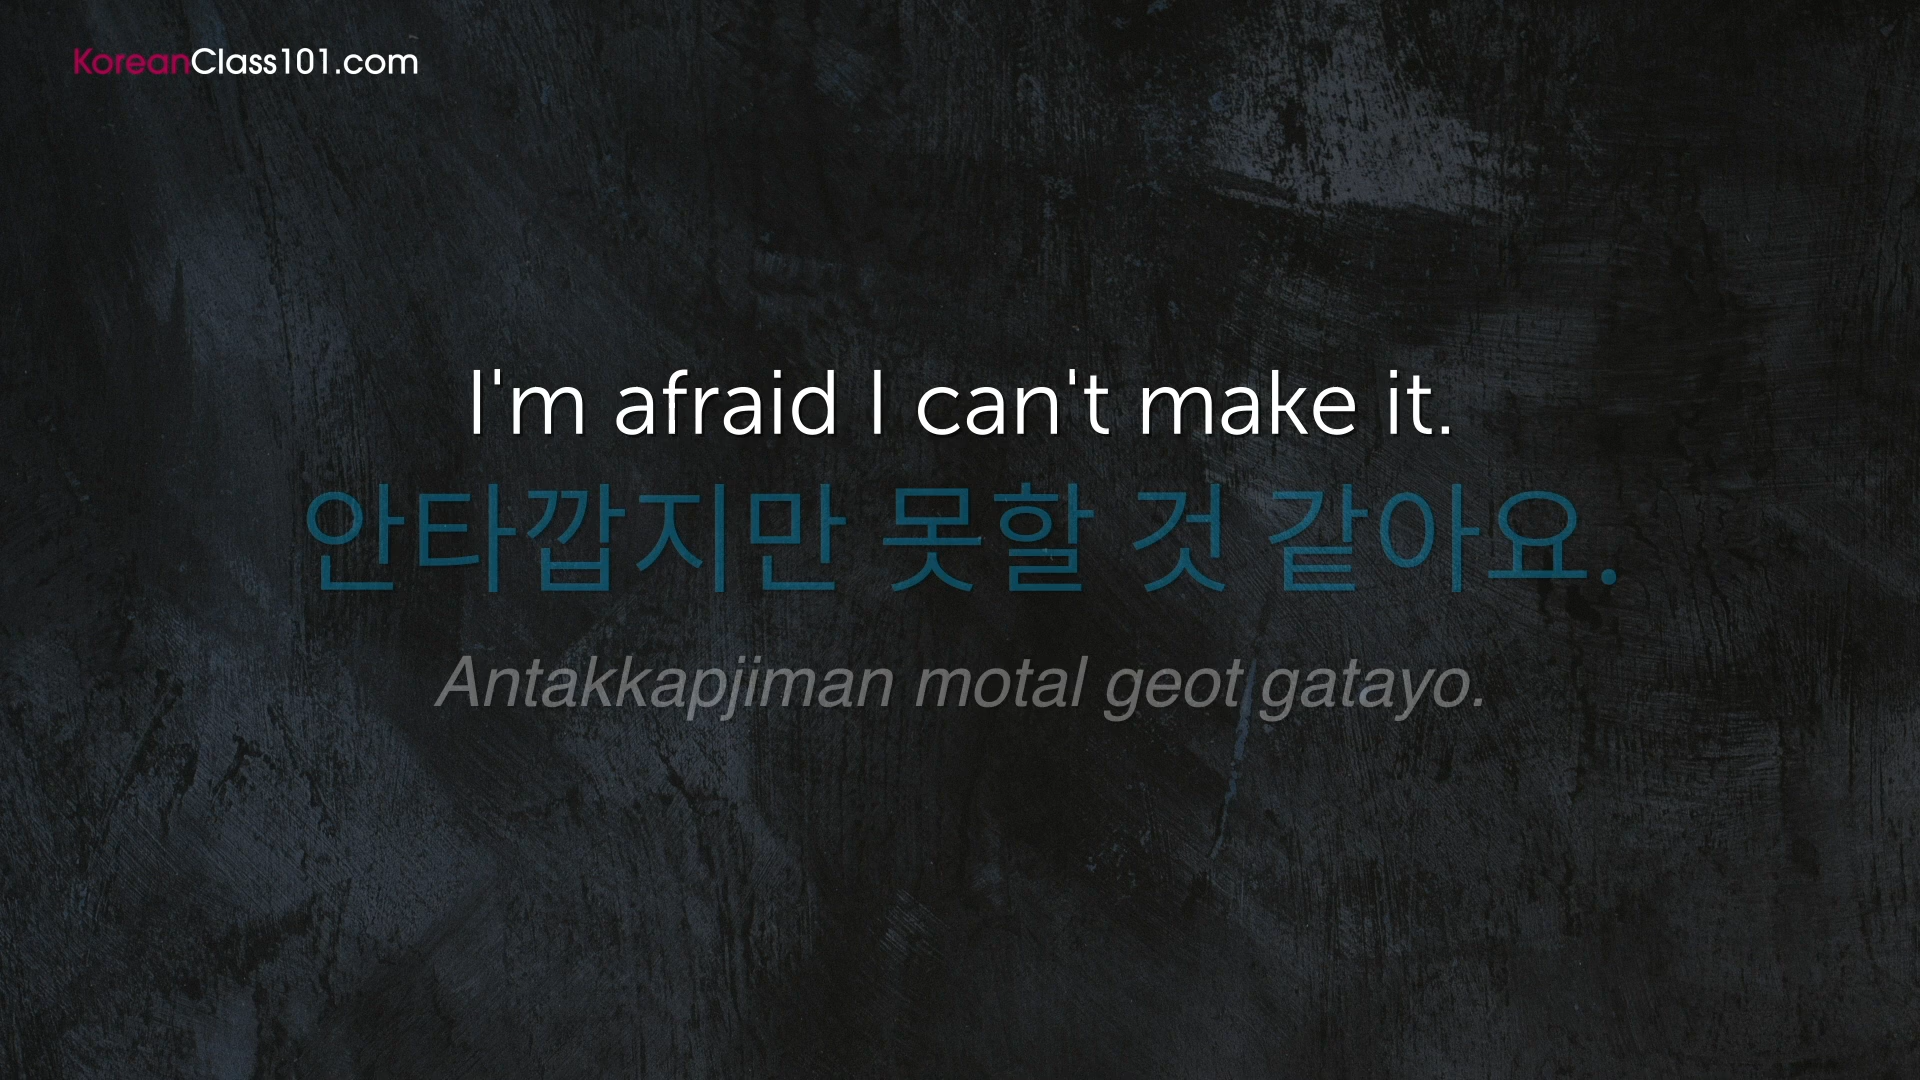 KoreanClass101.com
I'm afraid I can't make it.
안타깝지만 못할 것 같아요.
Antakkapjiman motal geot gatayo.